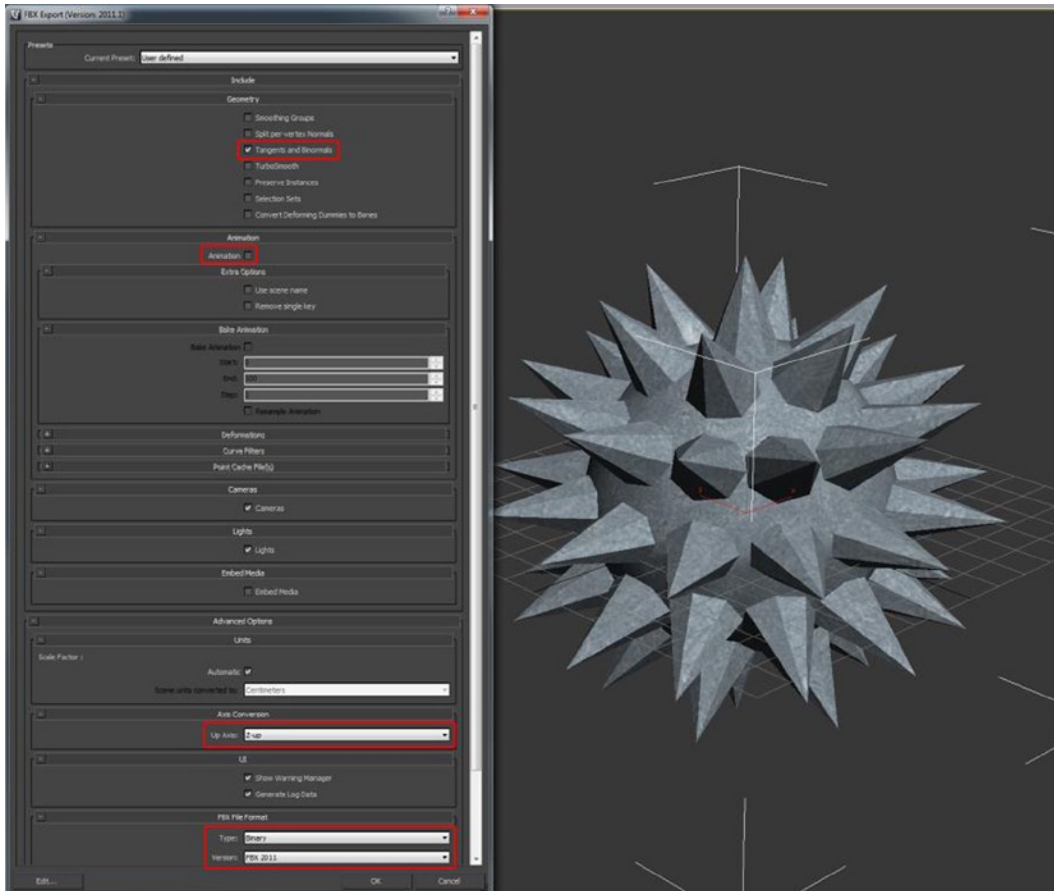 FBX Export (Version: 2011.1)
Presets
Current Preset: User defined
Include
Geometry
Smoothing Groups
Split per-vertex Normals
Tangents and Binormals
TurboSmooth
Preserve Instances
Selection Sets
Convert Deforming Dummies to Bones
Animation
Animation
Extra Options
Use scene name
Remove single key
Bake Animation
Bake Animation
Start:
End: 100
Step: 1
Resample Animation
Deformations
Curve Filters
Point Cache File(s)
Cameras
Cameras
Lights
Lights
Embed Media
Embed Media
Advanced Options
Units
Scale Factor :
Automatic
Scene units converted to: Centimeters
Axis Conversion
Up Axis: Z-up
UI
Show Warning Manager
Generate Log Data
FBX File Format
Type: Binary
Version: FBX 2011
Edit...
OK
Cancel